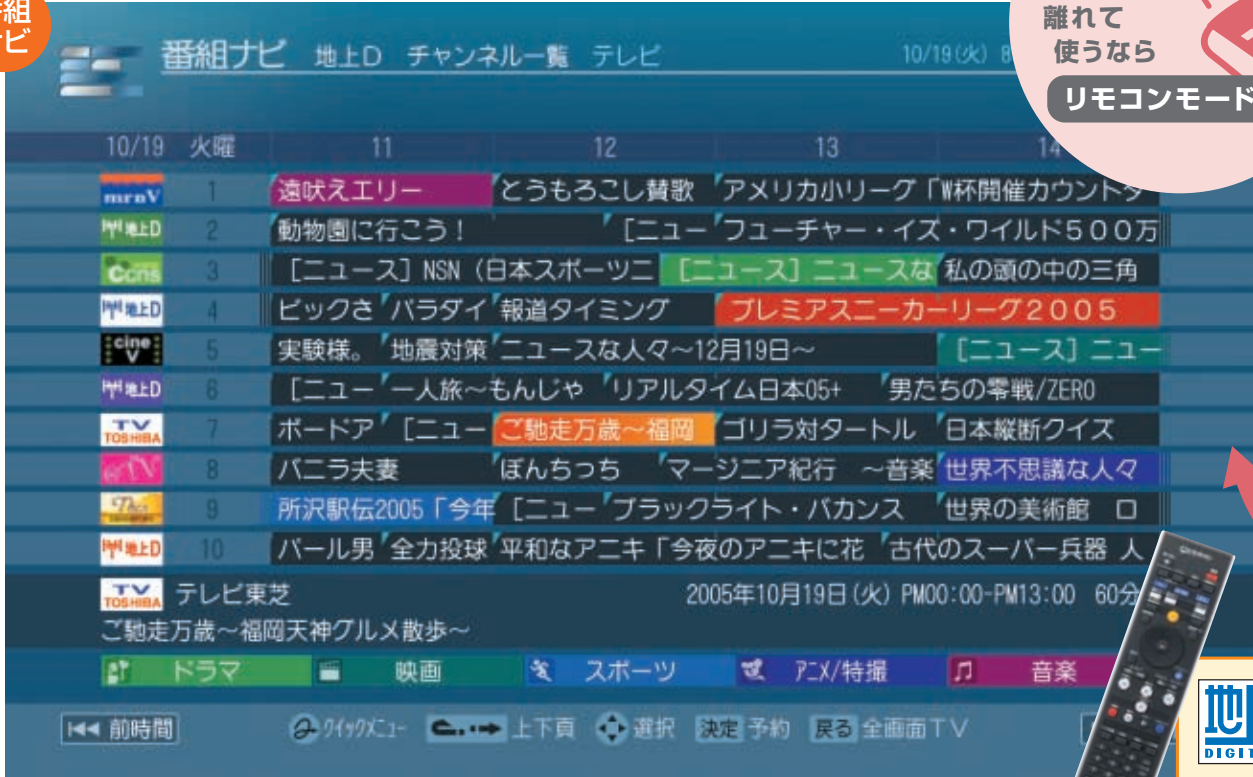 番組
ナビ
離れて
使うなら
リモコンモード
番組ナビ 地上D チャンネル一覧 テレビ 10/19(火) 8
10/19 火曜 11 12 13 14
1 遠吠えエリー とうもろこし賛歌 アメリカ小リーグ「W杯開催カウントダ
地上D 2 動物園に行こう! [ニュー フューチャー・イズ・ワイルド500万
Ccns 3 [ニュース] NSN (日本スポーツニ [ニュース] ニュースな 私の頭の中の三角
地上D 4 ビックさ パラダイ 報道タイミング プレミアスニーカーリーグ2005
cine V 5 実験様。 地震対策 ニュースな人々~12月19日~ [ニュース] ニュー
地上D 6 [ニュー 一人旅~もんじゃ リアルタイム日本05+ 男たちの零戦/ZERO
TV TOSHIBA 7 ボードア [ニュー ご馳走万歳~福岡 ゴリラ対タートル 日本縦断クイズ
8 バニラ夫妻 ぽんちっち マージニア紀行 ~音楽 世界不思議な人々
9 所沢駅伝2005「今年 [ニュー ブラックライト・バカンス 世界の美術館 ロ
地上D 10 パール男 全力投球 平和なアニキ「今夜のアニキに花 古代のスーパー兵器 人
TV TOSHIBA テレビ東芝 2005年10月19日(火) PM00:00-PM13:00 60分
ご馳走万歳~福岡天神グルメ散歩~
ドラマ 映画 スポーツ アニメ/特撮 音楽
前時間 クイックメニュー 上下頁 選択 決定 予約 戻る 全画面TV
地
DIGIT